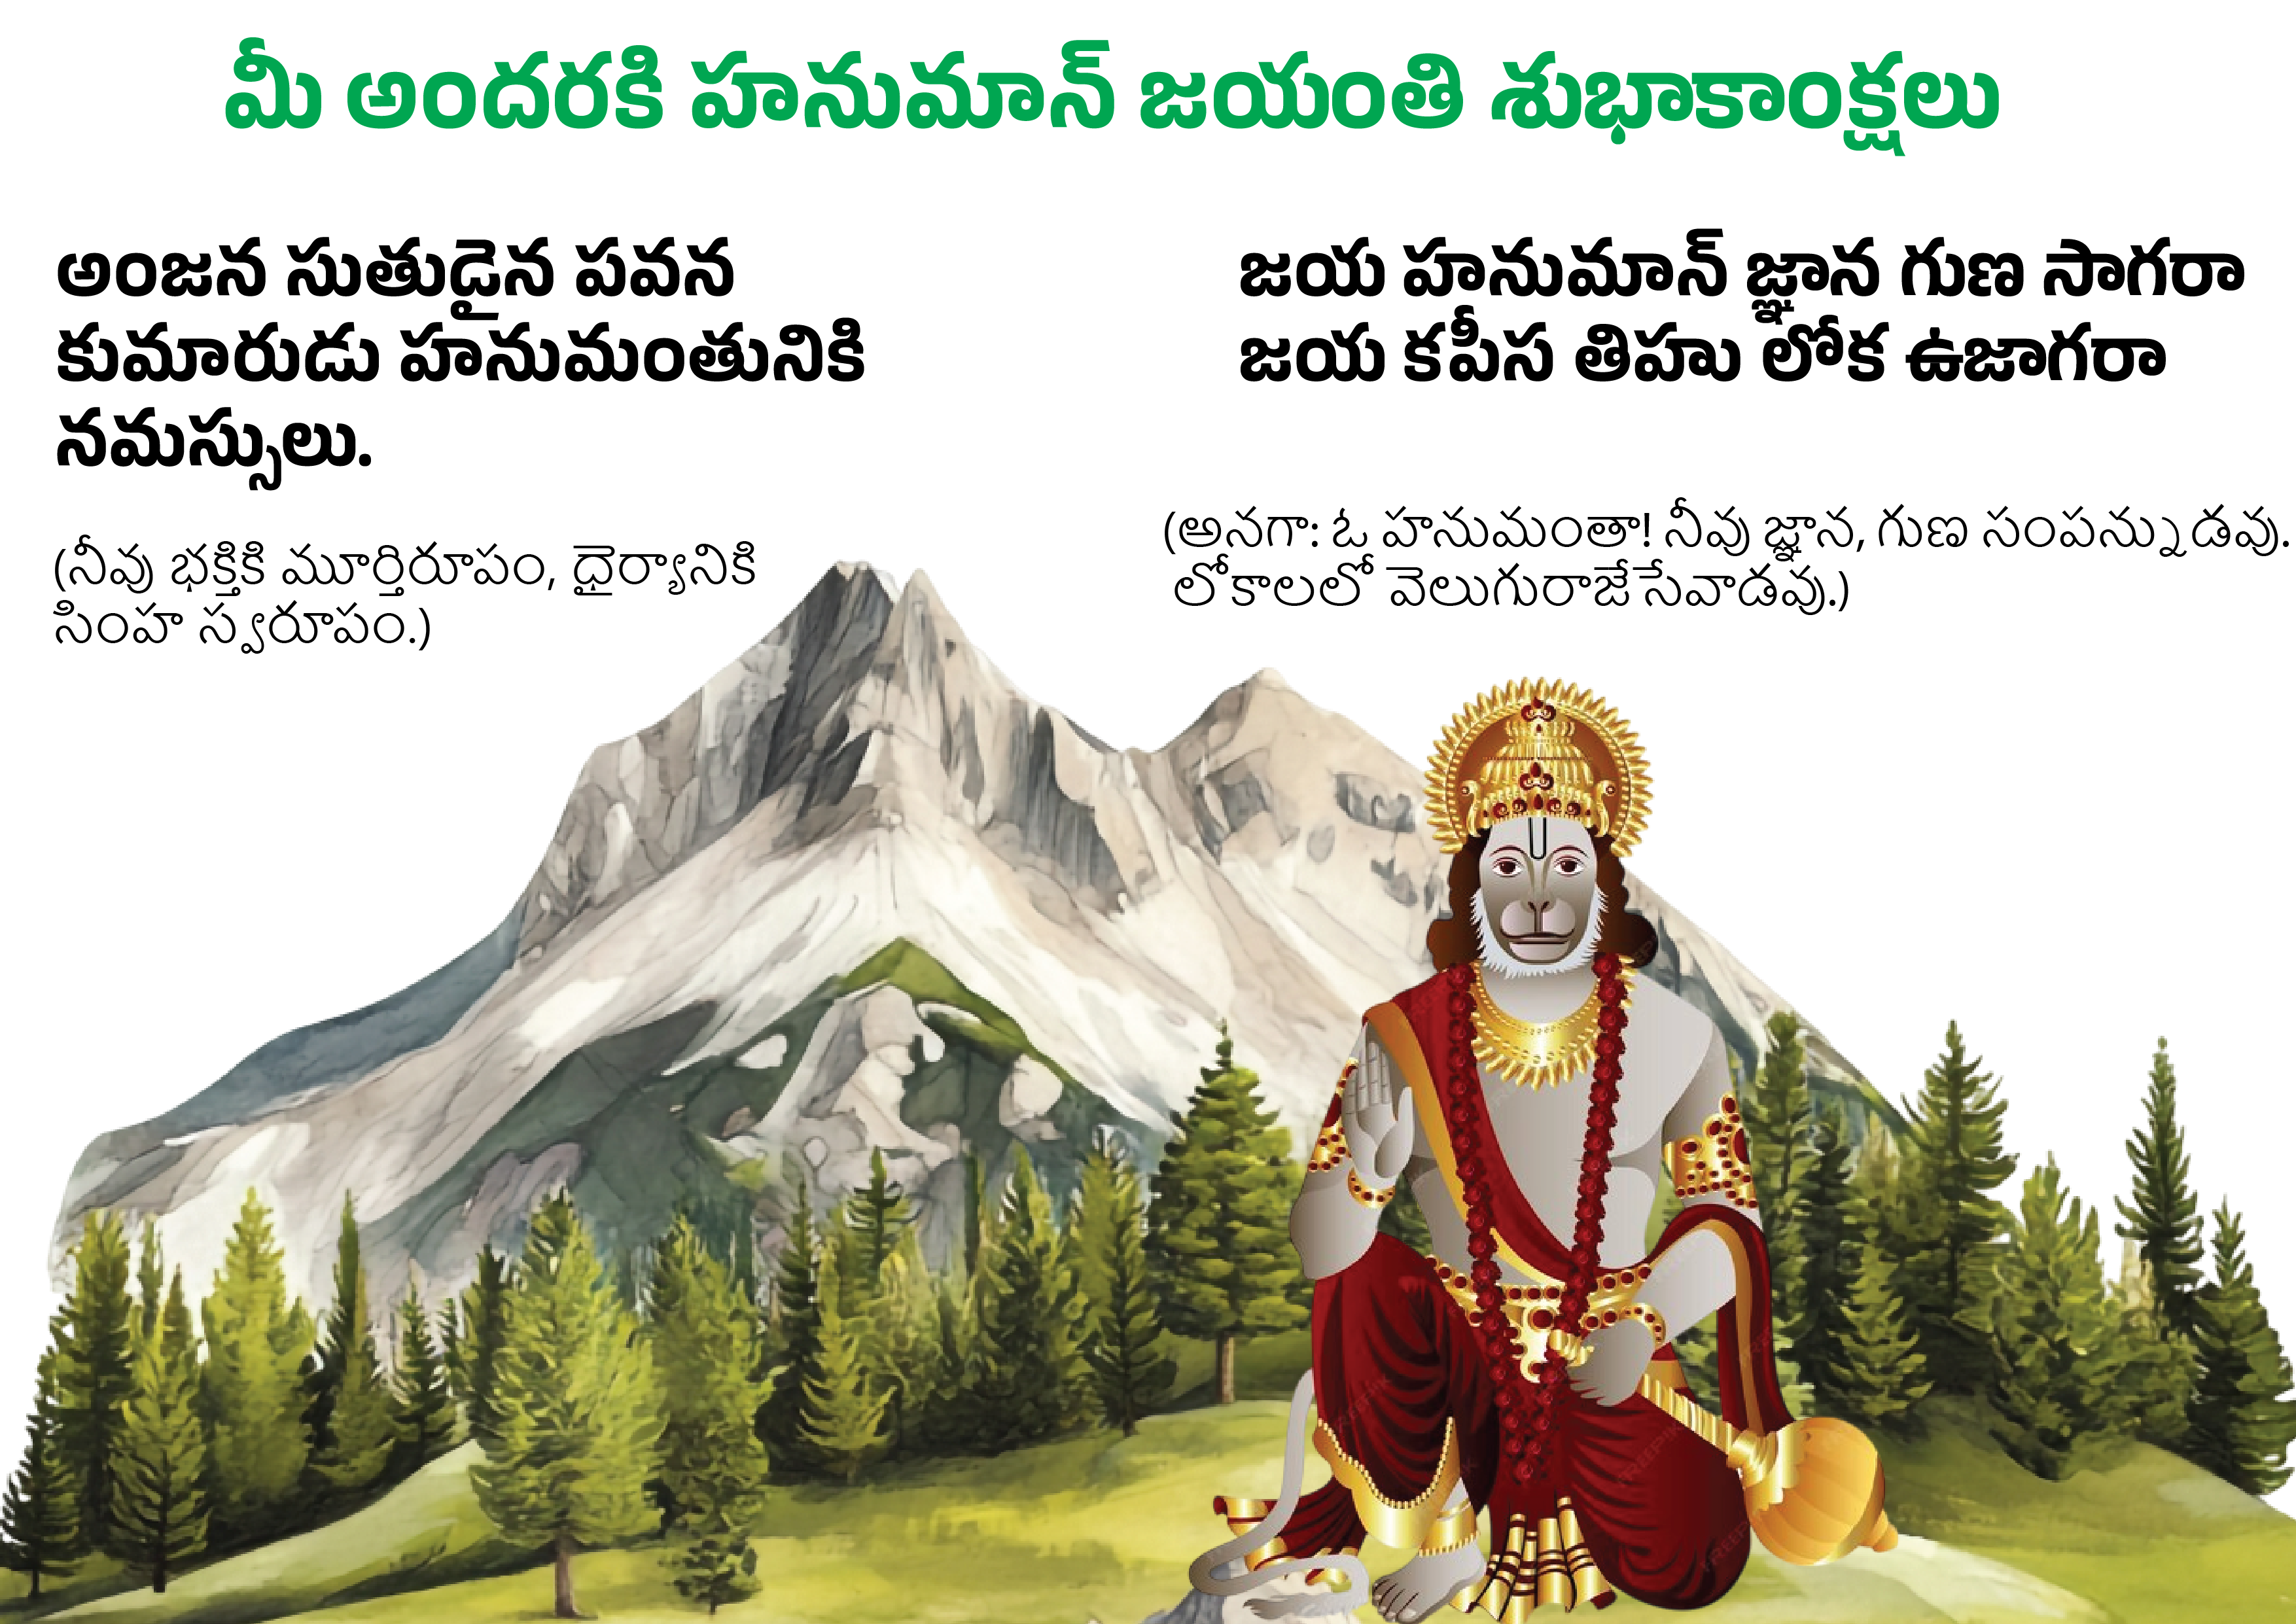 మీ అందరకి హనుమాన్ జయంతి శుభాకాంక్షలు
అంజన సుతుడైన పవన
కుమారుడు హనుమంతునికి
నమస్సులు.
(నీవు భక్తికి మూర్తిరూపం, ధైర్యానికి
సింహ స్వరూపం.)
జయ హనుమాన్ జ్ఞాన గుణ సాగరా
జయ కపీస తిహు లోక ఉజాగరా
(అనగా: ఓ హనుమంతా! నీవు జ్ఞాన, గుణ సంపన్నుడవు.
లోకాలలో వెలుగురాజేసేవాడవు.)